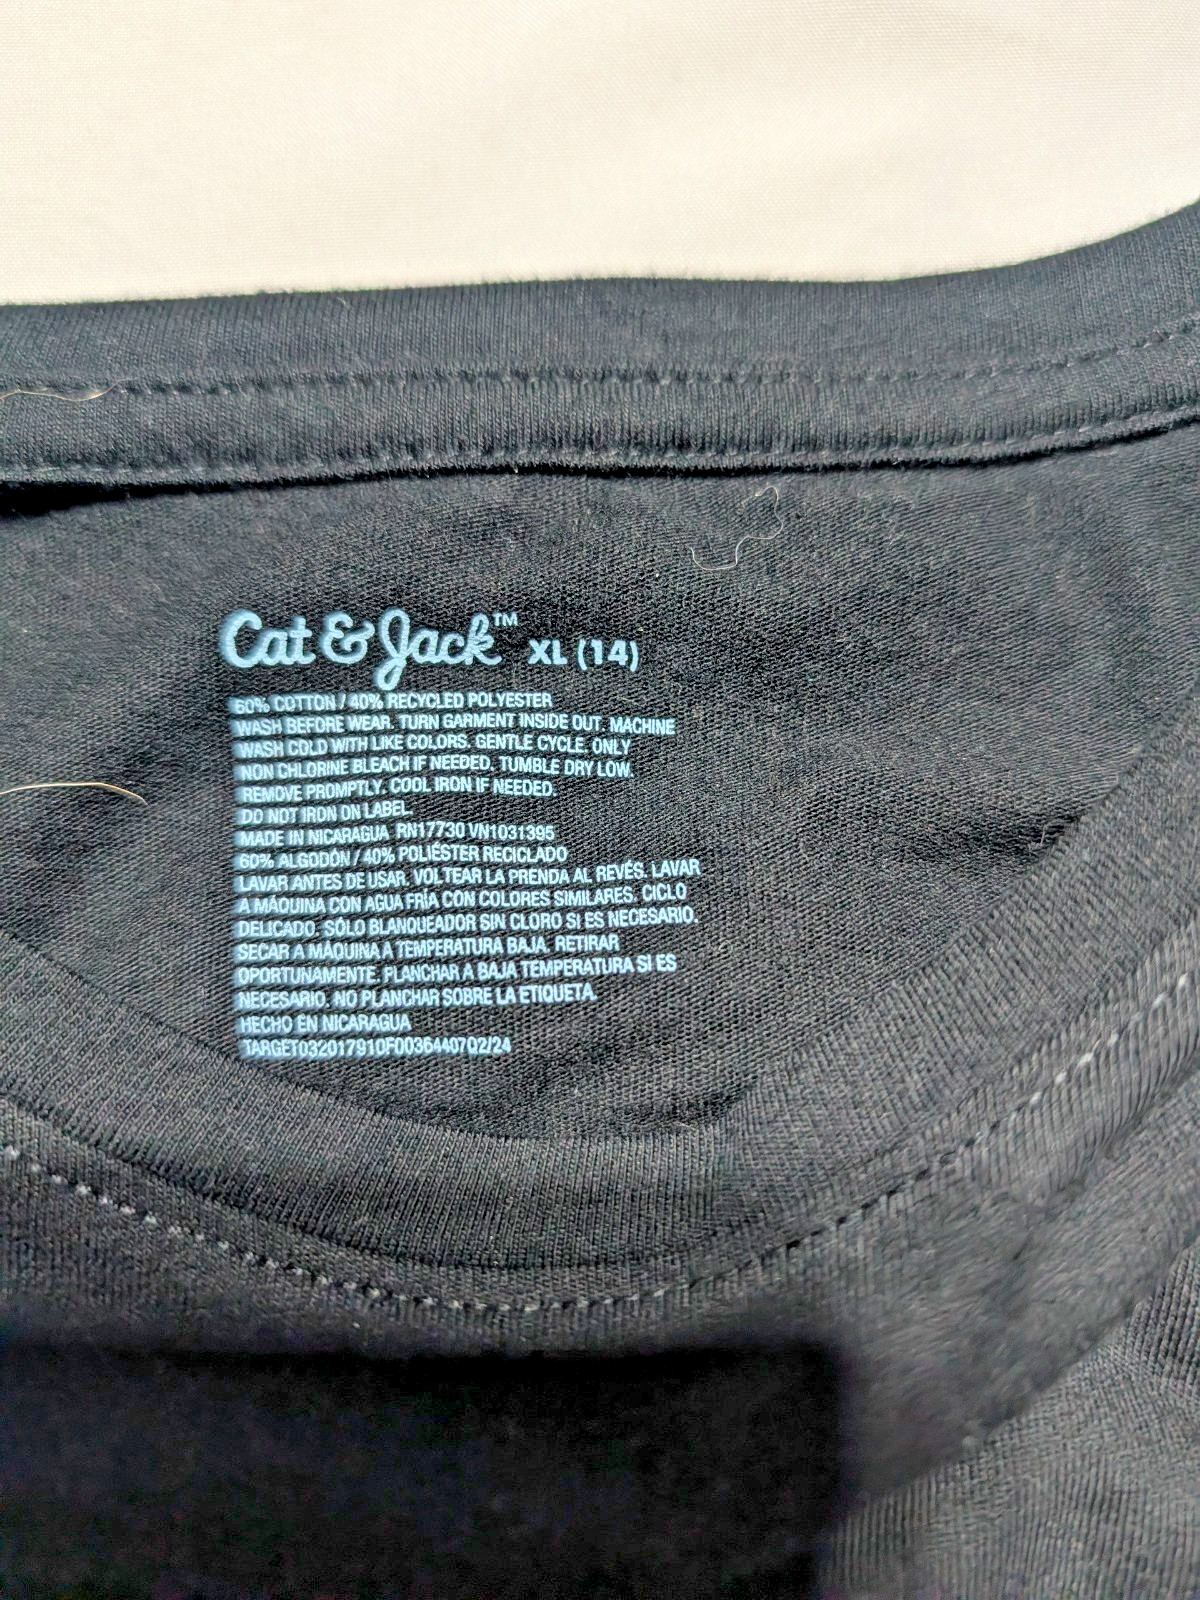 Cat & Jack™ XL (14)
60% COTTON / 40% RECYCLED POLYESTER
WASH BEFORE WEAR. TURN GARMENT INSIDE OUT. MACHINE
WASH COLD WITH LIKE COLORS. GENTLE CYCLE. ONLY
NON CHLORINE BLEACH IF NEEDED. TUMBLE DRY LOW.
REMOVE PROMPTLY. COOL IRON IF NEEDED.
DO NOT IRON ON LABEL.
MADE IN NICARAGUA RN17730 VN1031395
60% ALGODÓN / 40% POLIÉSTER RECICLADO
LAVAR ANTES DE USAR. VOLTEAR LA PRENDA AL REVÉS. LAVAR
A MÁQUINA CON AGUA FRÍA CON COLORES SIMILARES. CICLO
DELICADO. SÓLO BLANQUEADOR SIN CLORO SI ES NECESARIO.
SECAR A MÁQUINA A TEMPERATURA BAJA. RETIRAR
OPORTUNAMENTE. PLANCHAR A BAJA TEMPERATURA SI ES
NECESARIO. NO PLANCHAR SOBRE LA ETIQUETA.
HECHO EN NICARAGUA
TARGET032017910F00364407Q2/24